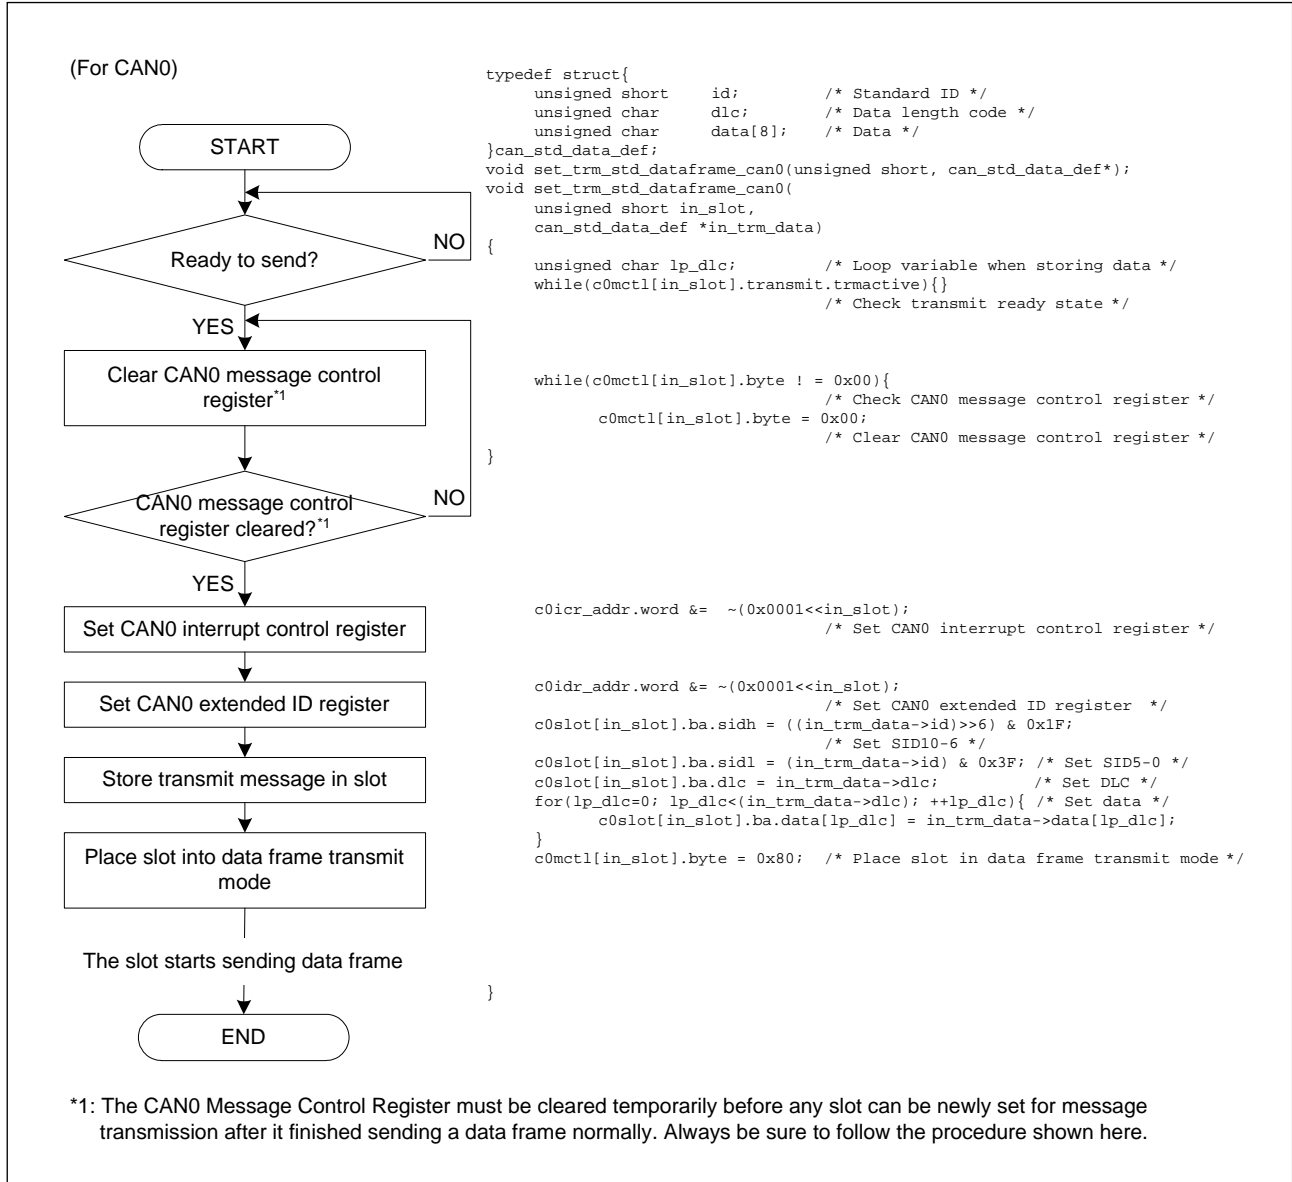 (For CAN0)
START
Ready to send?
NO
YES
Clear CAN0 message control
register*1
CAN0 message control
register cleared?*1
NO
YES
Set CAN0 interrupt control register
Set CAN0 extended ID register
Store transmit message in slot
Place slot into data frame transmit
mode
The slot starts sending data frame
END
typedef struct{
unsigned short id; /* Standard ID */
unsigned char dlc; /* Data length code */
unsigned char data[8]; /* Data */
}can_std_data_def;
void set_trm_std_dataframe_can0(unsigned short, can_std_data_def*);
void set_trm_std_dataframe_can0(
unsigned short in_slot,
can_std_data_def *in_trm_data)
{
unsigned char lp_dlc; /* Loop variable when storing data */
while(c0mctl[in_slot].transmit.trmactive){}
/* Check transmit ready state */
while(c0mctl[in_slot].byte ! = 0x00){
/* Check CAN0 message control register */
c0mctl[in_slot].byte = 0x00;
/* Clear CAN0 message control register */
}
c0icr_addr.word &= ~(0x0001<<in_slot);
/* Set CAN0 interrupt control register */
c0idr_addr.word &= ~(0x0001<<in_slot);
/* Set CAN0 extended ID register */
c0slot[in_slot].ba.sidh = ((in_trm_data->id)>>6) & 0x1F;
/* Set SID10-6 */
c0slot[in_slot].ba.sidl = (in_trm_data->id) & 0x3F; /* Set SID5-0 */
c0slot[in_slot].ba.dlc = in_trm_data->dlc; /* Set DLC */
for(lp_dlc=0; lp_dlc<(in_trm_data->dlc); ++lp_dlc){ /* Set data */
c0slot[in_slot].ba.data[lp_dlc] = in_trm_data->data[lp_dlc];
}
c0mctl[in_slot].byte = 0x80; /* Place slot in data frame transmit mode */
}
*1: The CAN0 Message Control Register must be cleared temporarily before any slot can be newly set for message
transmission after it finished sending a data frame normally. Always be sure to follow the procedure shown here.